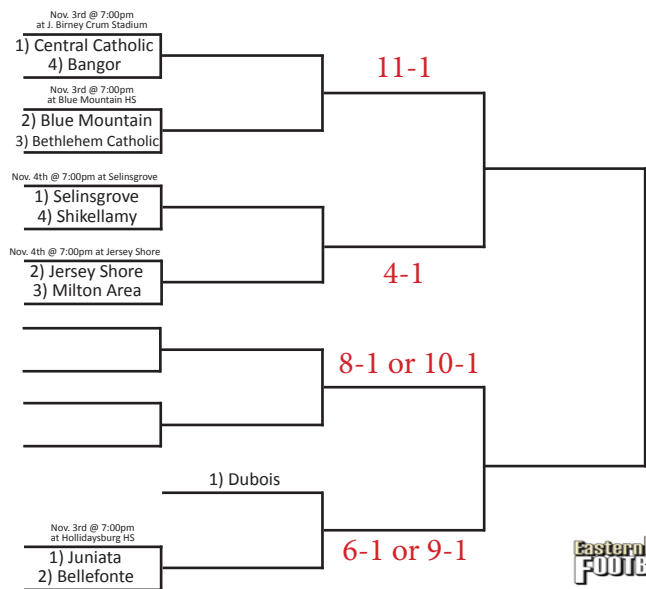 Nov. 3rd @ 7:00pm
at J. Birney Crum Stadium
1) Central Catholic
4) Bangor
11-1
Nov. 3rd @ 7:00pm
at Blue Mountain HS
2) Blue Mountain
3) Bethlehem Catholic
Nov. 4th @ 7:00pm at Selinsgrove
1) Selinsgrove
4) Shikellamy
Nov. 4th @ 7:00pm at Jersey Shore
2) Jersey Shore
3) Milton Area
4-1
8-1 or 10-1
1) Dubois
Nov. 3rd @ 7:00pm
at Hollidaysburg HS
1) Juniata
2) Bellefonte
6-1 or 9-1
Eastern